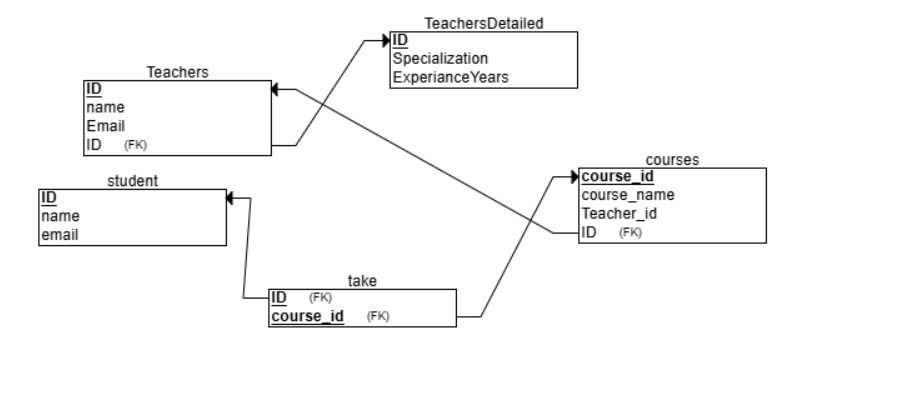 TeachersDetailed
ID
Specialization
ExperianceYears
Teachers
ID
name
Email
ID (FK)
courses
course_id
course_name
Teacher_id
ID (FK)
student
ID
name
email
take
ID (FK)
course_id (FK)